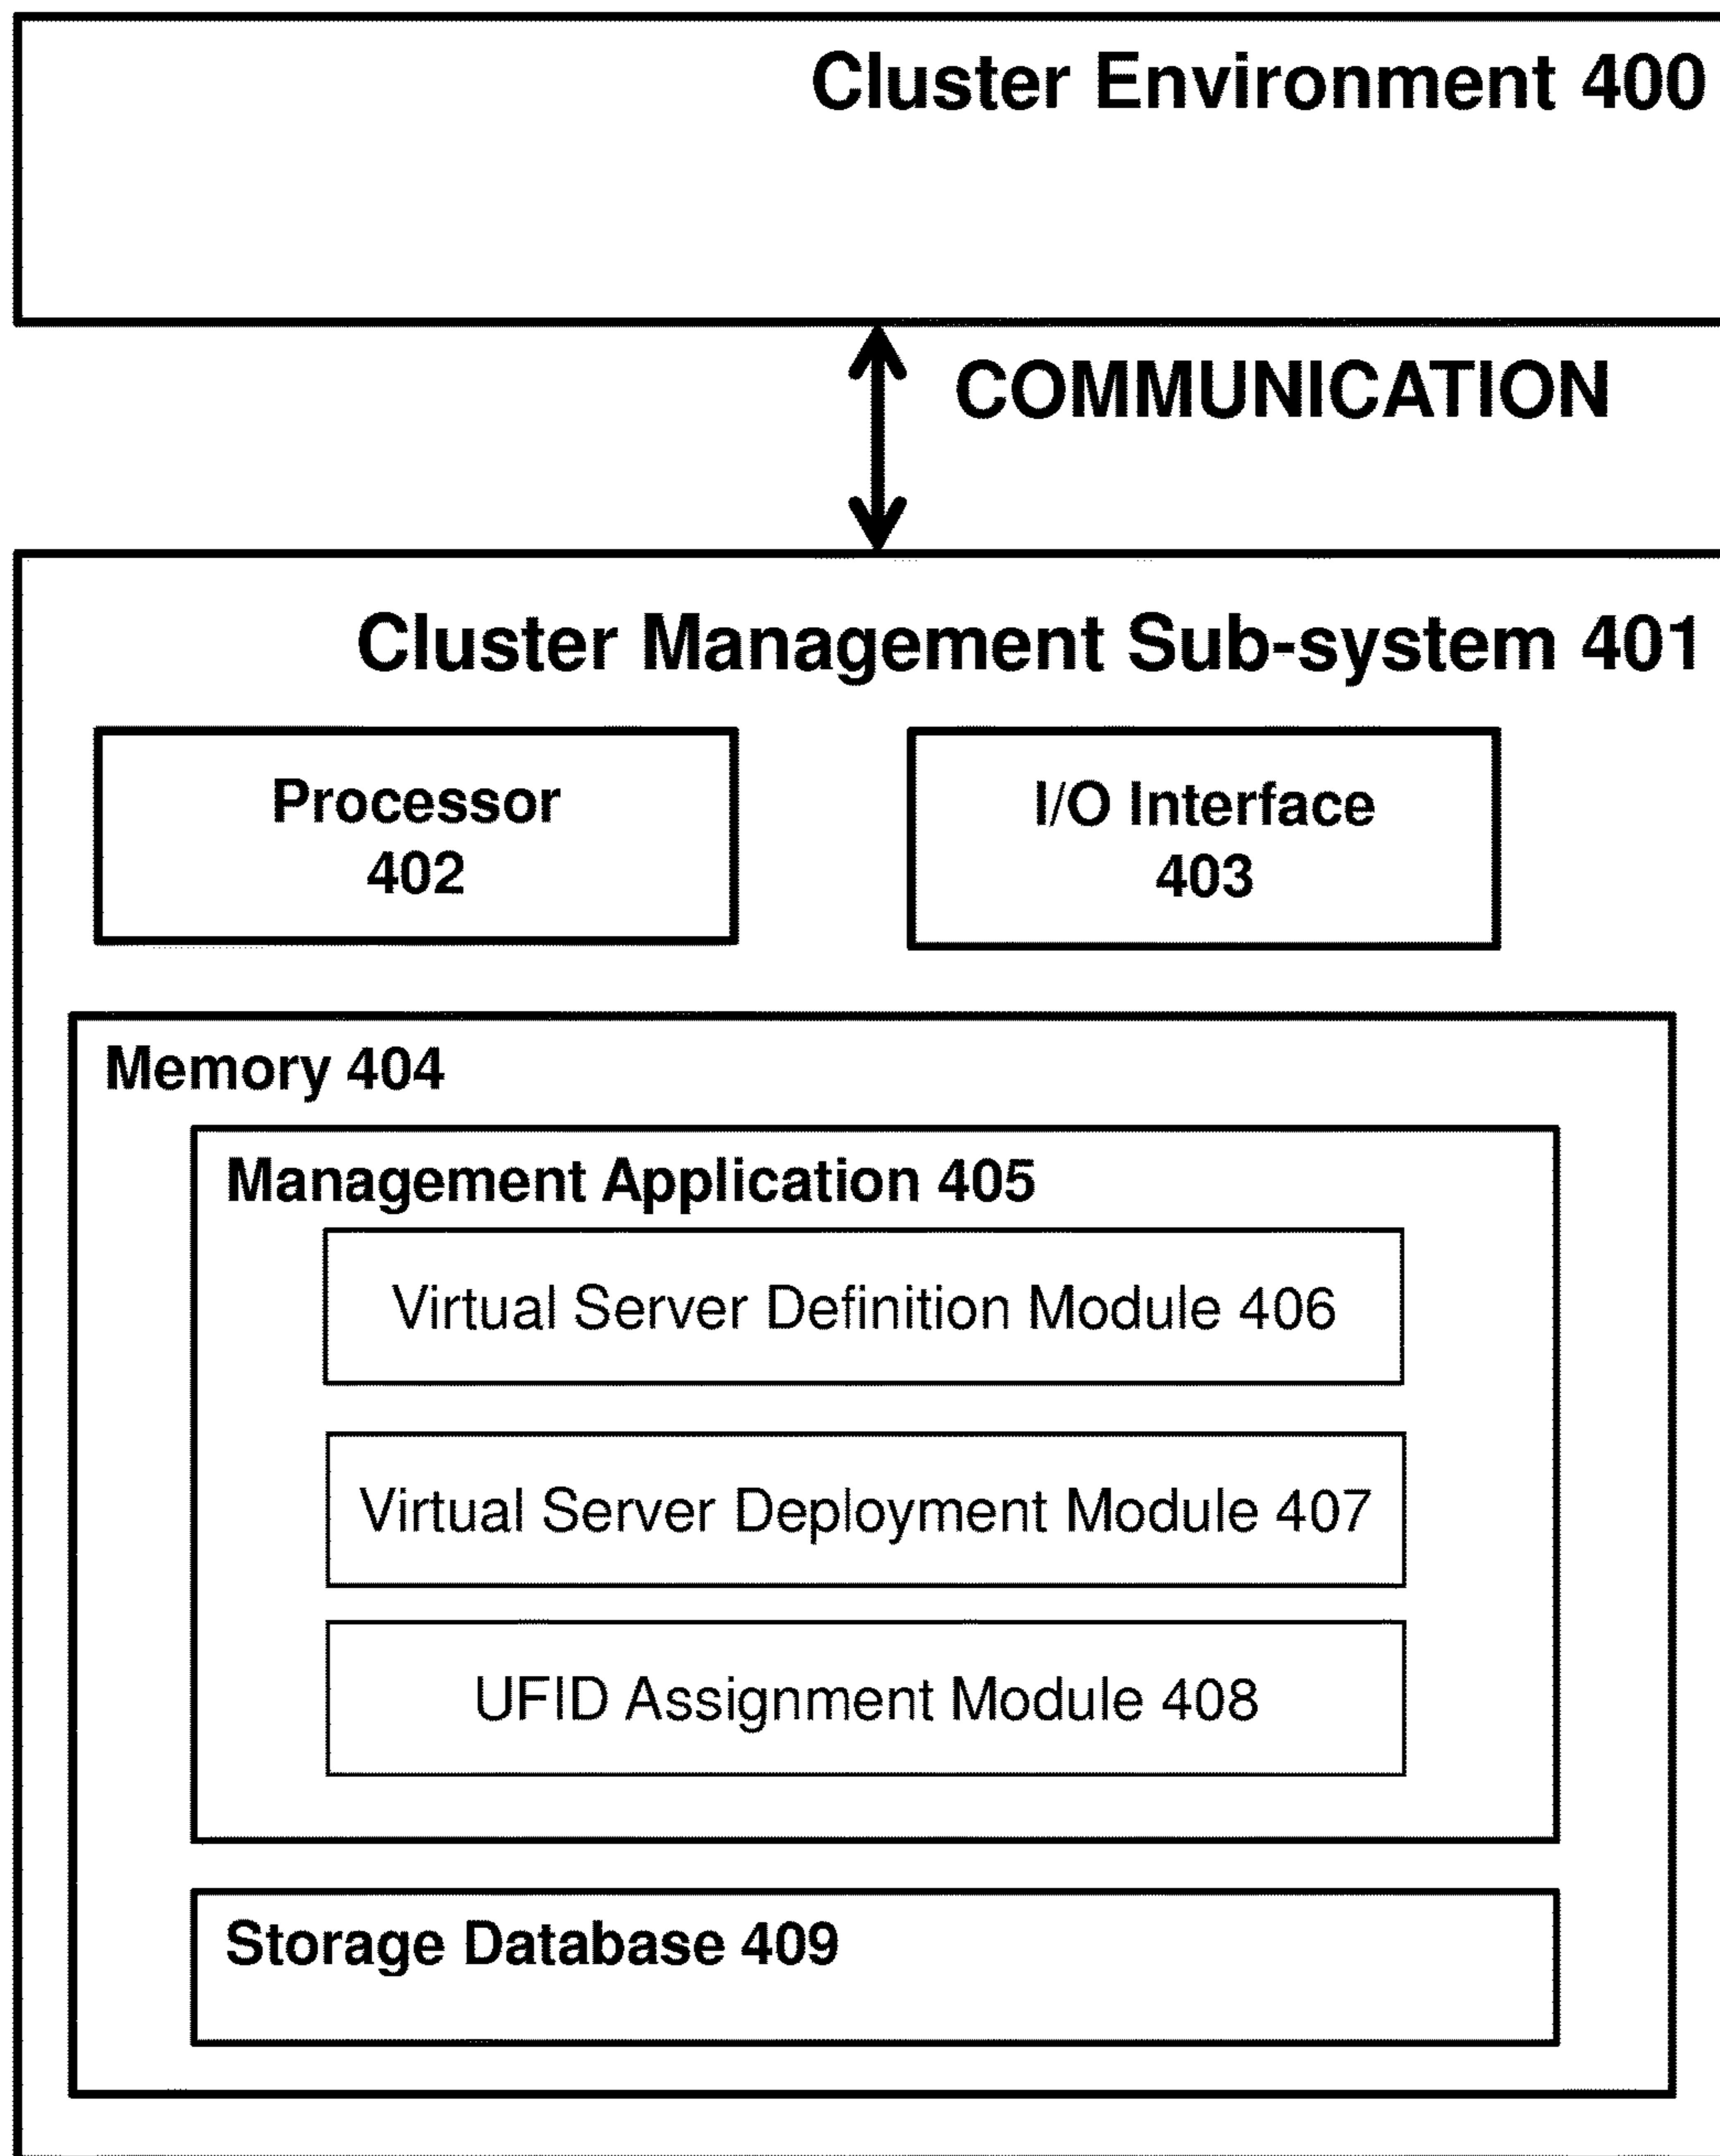 Cluster Environment 400
COMMUNICATION
Cluster Management Sub-system 401
Processor
402
I/O Interface
403
Memory 404
Management Application 405
Virtual Server Definition Module 406
Virtual Server Deployment Module 407
UFID Assignment Module 408
Storage Database 409